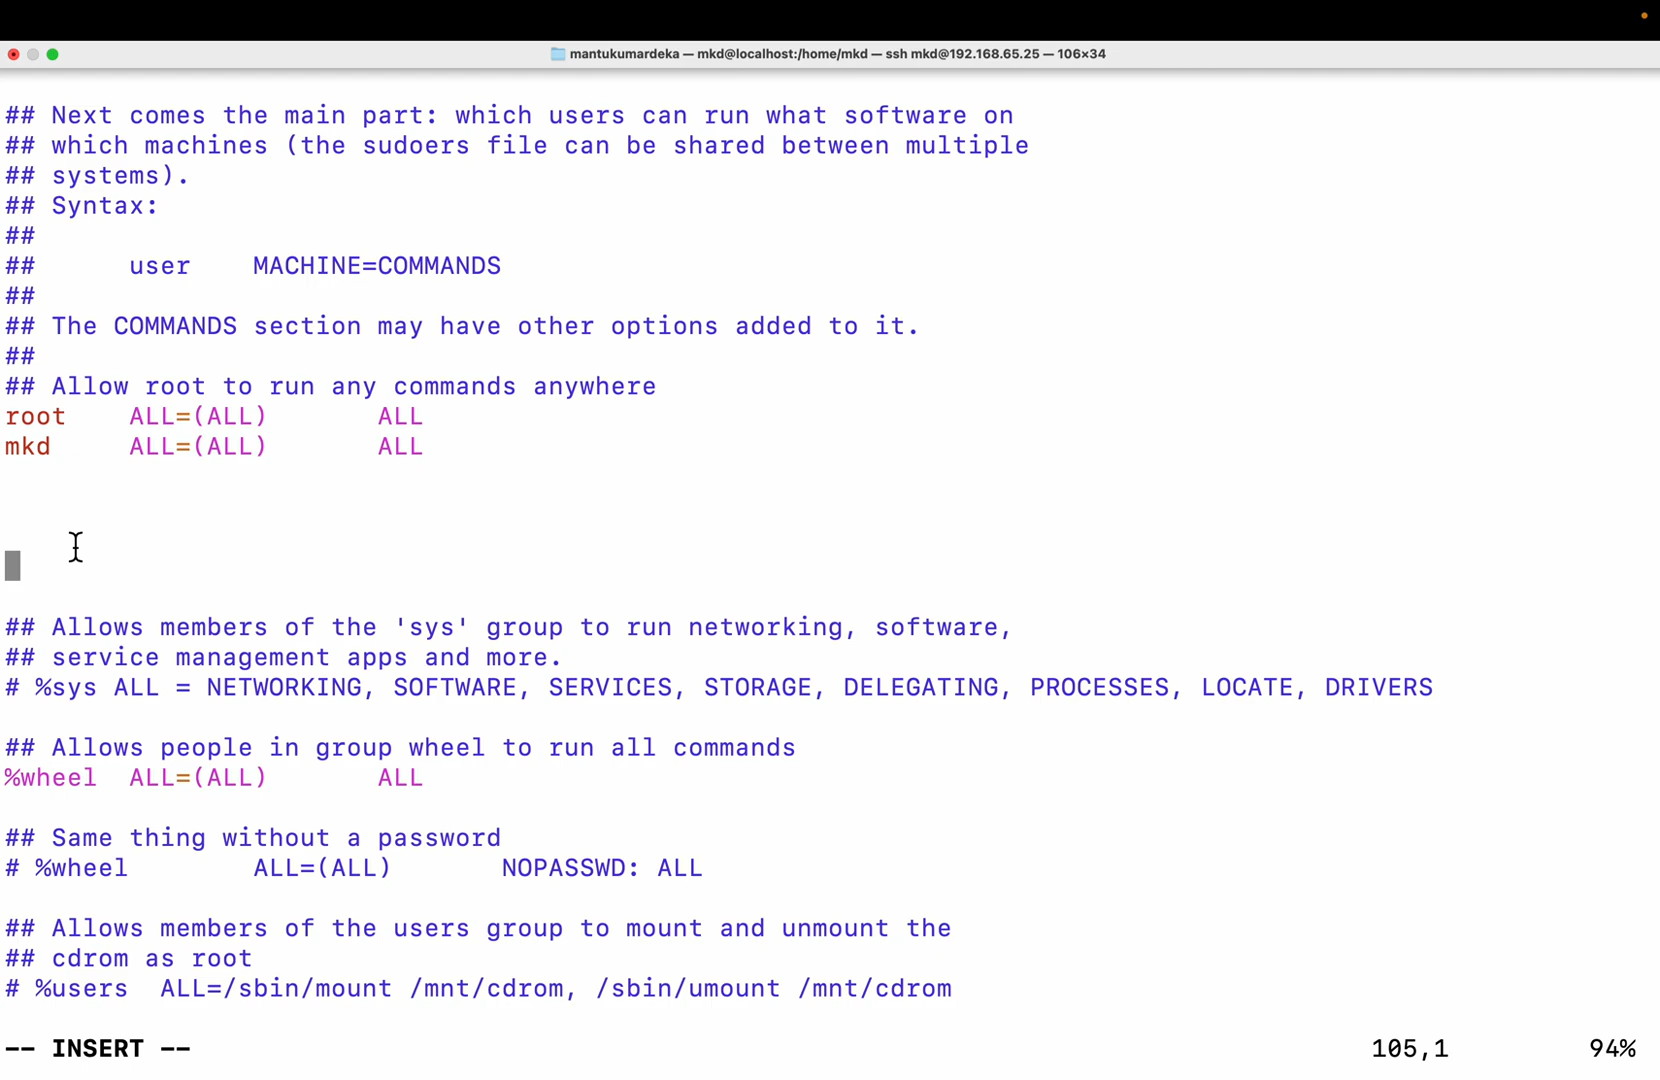 mantukumardeka — mkd@localhost:/home/mkd — ssh mkd@192.168.65.25 — 106×34
## Next comes the main part: which users can run what software on
## which machines (the sudoers file can be shared between multiple
## systems).
## Syntax:
##
##      user    MACHINE=COMMANDS
##
## The COMMANDS section may have other options added to it.
##
## Allow root to run any commands anywhere
root    ALL=(ALL)       ALL
mkd     ALL=(ALL)       ALL
## Allows members of the 'sys' group to run networking, software,
## service management apps and more.
# %sys ALL = NETWORKING, SOFTWARE, SERVICES, STORAGE, DELEGATING, PROCESSES, LOCATE, DRIVERS
## Allows people in group wheel to run all commands
%wheel  ALL=(ALL)       ALL
## Same thing without a password
# %wheel        ALL=(ALL)       NOPASSWD: ALL
## Allows members of the users group to mount and unmount the
## cdrom as root
# %users  ALL=/sbin/mount /mnt/cdrom, /sbin/umount /mnt/cdrom
-- INSERT --                105,1         94%